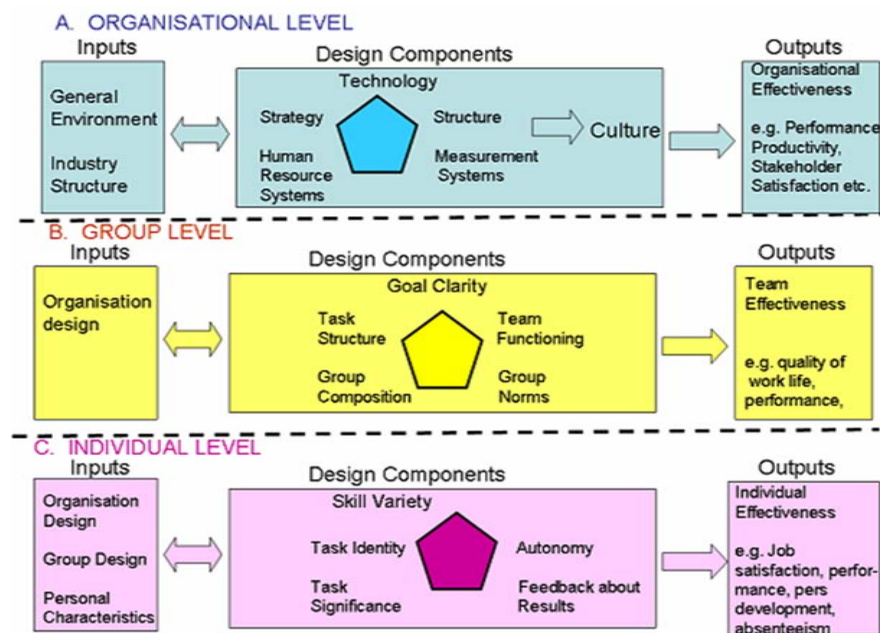 A. ORGANISATIONAL LEVEL
Inputs
Design Components
Outputs
General
Environment
Industry
Structure
Technology
Strategy
Structure
Human
Resource
Systems
Measurement
Systems
Culture
Organisational
Effectiveness
e.g. Performance
Productivity,
Stakeholder
Satisfaction etc.
B. GROUP LEVEL
Inputs
Design Components
Outputs
Organisation
design
Goal Clarity
Task
Structure
Team
Functioning
Group
Composition
Group
Norms
Team
Effectiveness
e.g. quality of
work life,
performance,
C. INDIVIDUAL LEVEL
Inputs
Design Components
Outputs
Organisation
Design
Group Design
Personal
Characteristics
Skill Variety
Task Identity
Autonomy
Task
Significance
Feedback about
Results
Individual
Effectiveness
e.g. Job
satisfaction, perfor-
mance, pers
development,
absenteeism